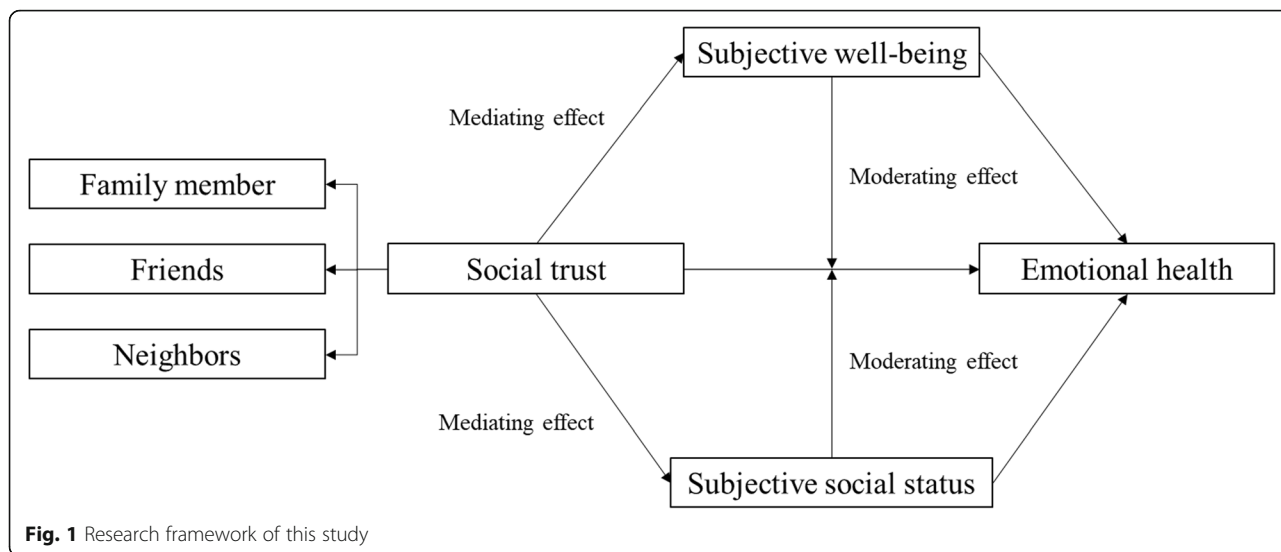 Subjective well-being
Mediating effect
Family member
Moderating effect
Friends
Social trust
Emotional health
Neighbors
Moderating effect
Mediating effect
Subjective social status
Fig. 1 Research framework of this study